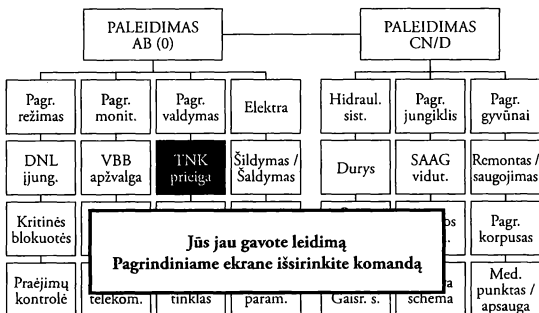 PALEIDIMAS
AB (0)
PALEIDIMAS
CN/D
Pagr.
režimas
Pagr.
monit.
Pagr.
valdymas
Elektra
Hidraul.
sist.
Pagr.
jungiklis
Pagr.
gyvūnai
DNL
įjung.
VBB
apžvalga
TNK
prieiga
Šildymas /
Šaldymas
Durys
SAAG
vidut.
Remontas /
saugojimas
Kritinės
blokuotės
Pagr.
korpusas
Jūs jau gavote leidimą
Pagrindiniame ekrane išsirinkite komandą
Praėjimų
kontrolė
telekom.
tinklas
param.
Gaisr. s.
schema
Med.
punktas /
apsauga